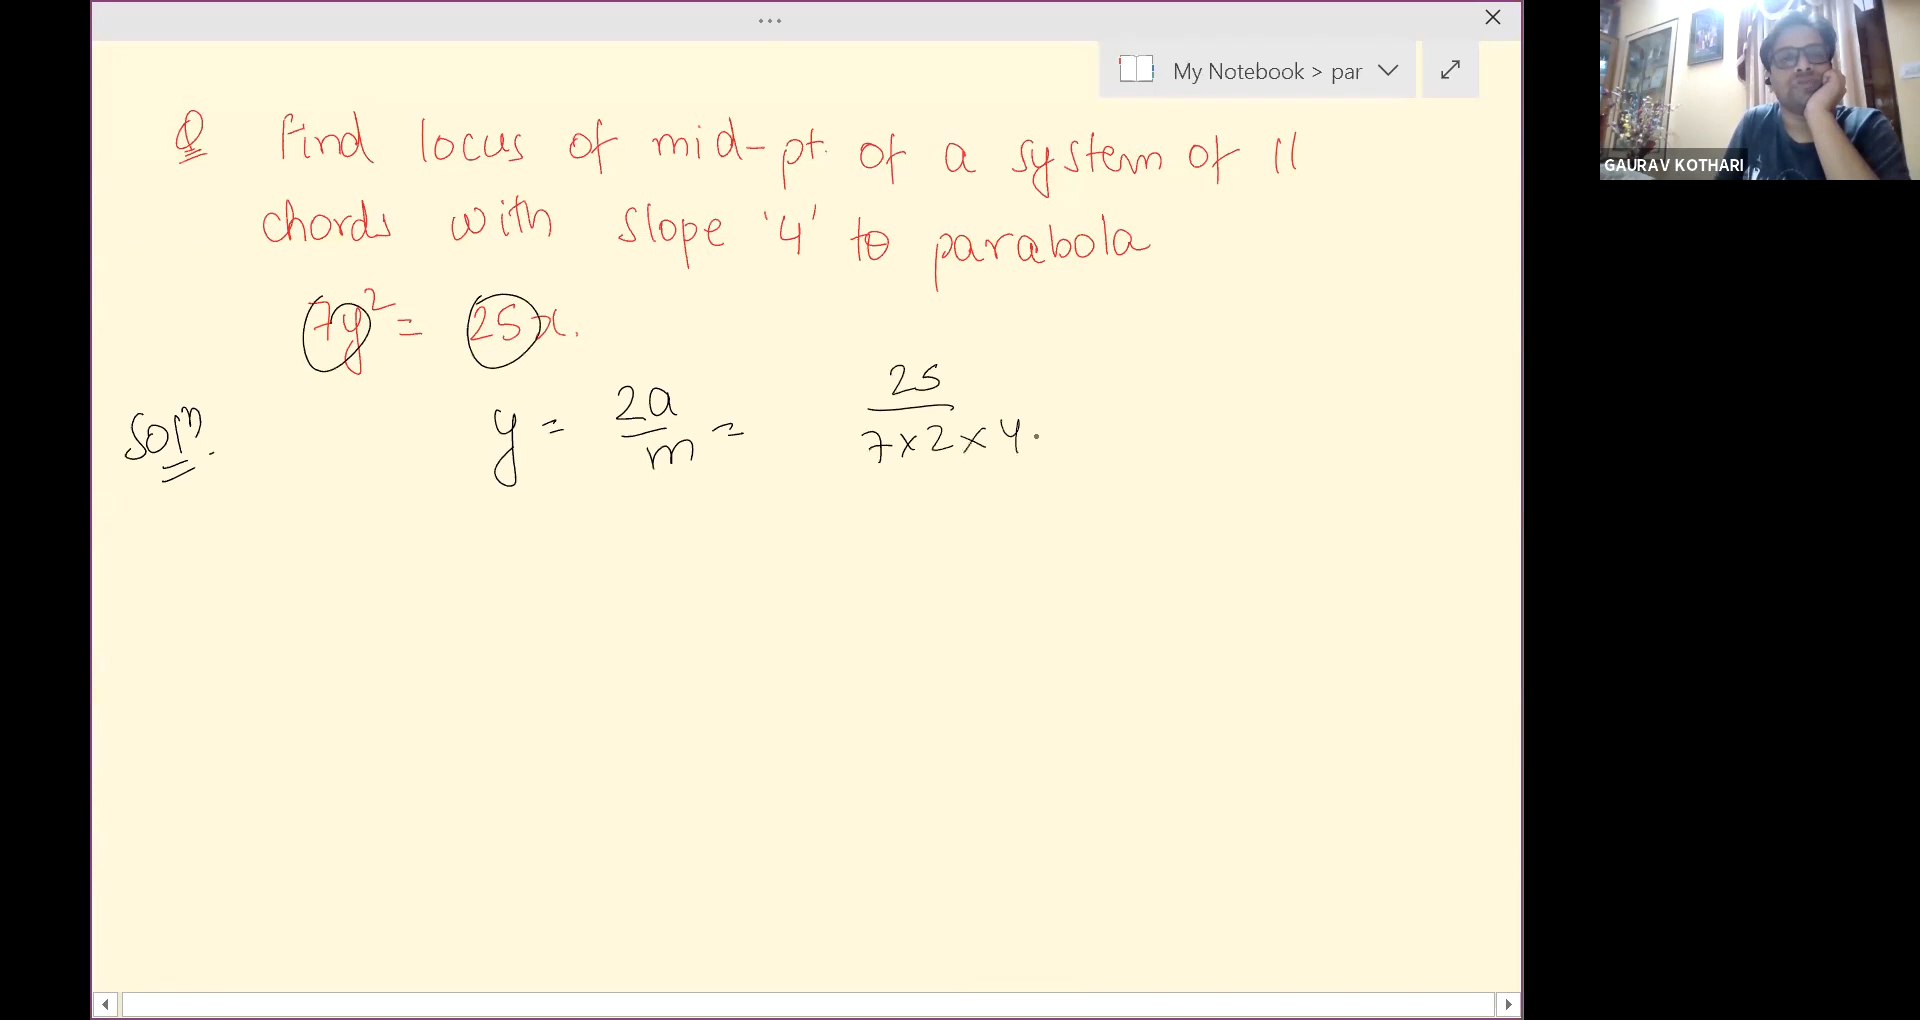 My Notebook > par
GAURAV KOTHARI
Q Find locus of mid-pt. of a system of ||
chords with slope '4' to parabola
7y² = 25x.
Solⁿ. y = 2a/m = 25/7×2×4.